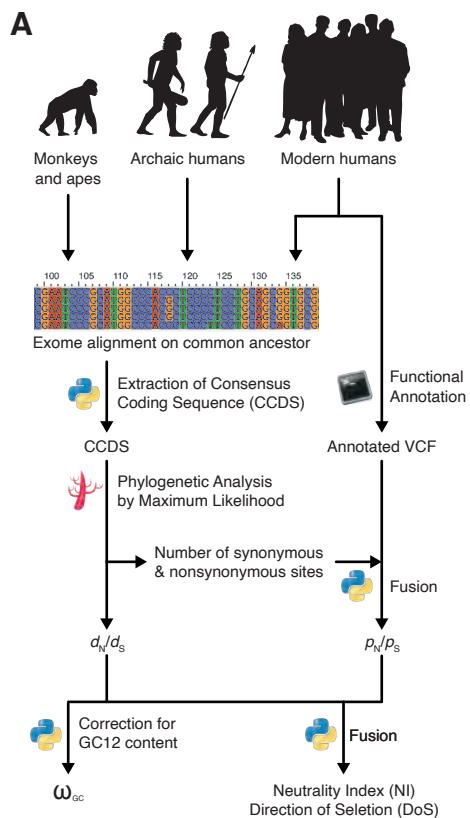 A
Monkeys
and apes
Archaic humans
Modern humans
100 105 110 115 120 125 130 135
Exome alignment on common ancestor
Extraction of Consensus
Coding Sequence (CCDS)
Functional
Annotation
CCDS
Annotated VCF
Phylogenetic Analysis
by Maximum Likelihood
Number of synonymous
& nonsynonymous sites
Fusion
dN/dS
pN/pS
Correction for
GC12 content
Fusion
ωGC
Neutrality Index (NI)
Direction of Seletion (DoS)